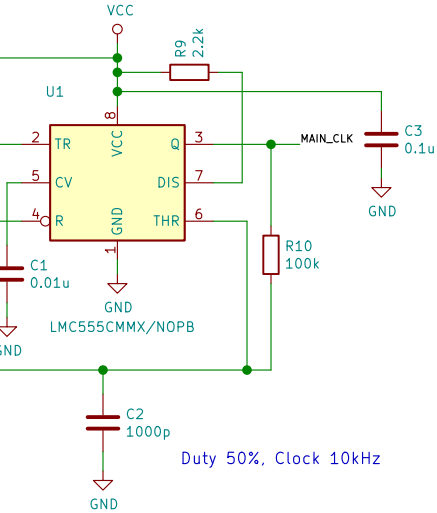 VCC
R9
2.2k
U1
8
VCC
2
TR
Q
3
MAIN_CLK
C3
0.1u
5
CV
DIS
7
GND
4
R
GND
THR
6
1
C1
0.01u
R10
100k
GND
LMC555CMMX/NOPB
GND
C2
1000p
Duty 50%, Clock 10kHz
GND